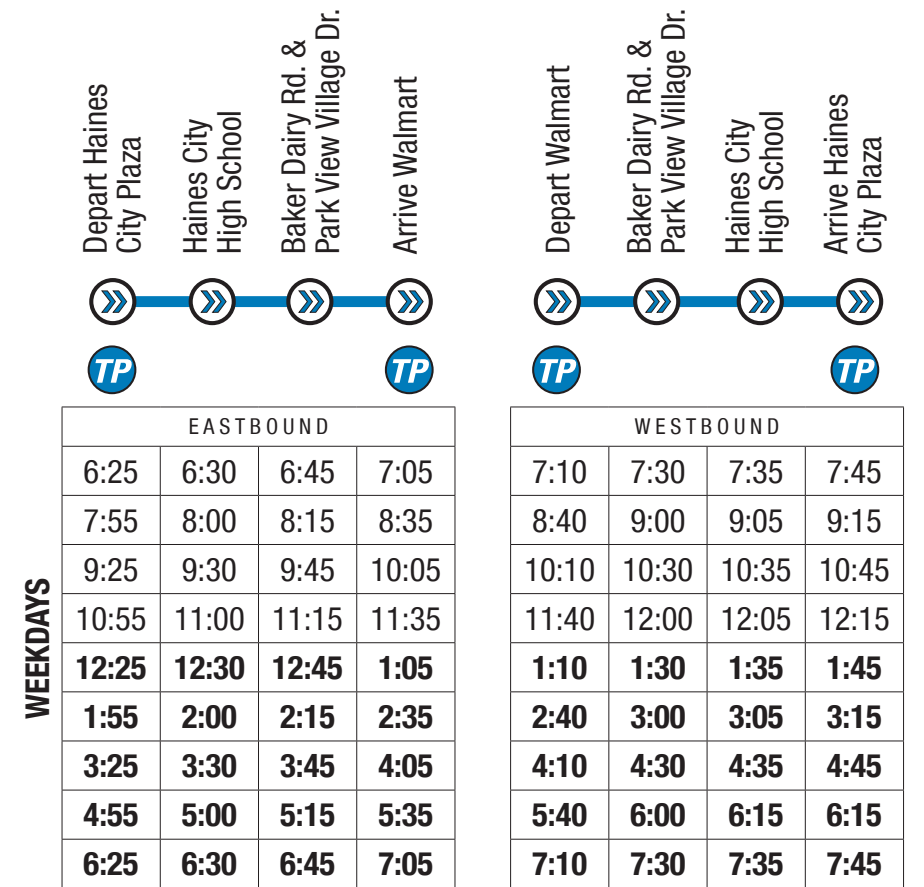 Depart Haines
City Plaza
Haines City
High School
Baker Dairy Rd. &
Park View Village Dr.
Arrive Walmart
Depart Walmart
Baker Dairy Rd. &
Park View Village Dr.
Haines City
High School
Arrive Haines
City Plaza
TP TP TP TP
EASTBOUND WESTBOUND
WEEKDAYS
6:25 6:30 6:45 7:05 7:10 7:30 7:35 7:45
7:55 8:00 8:15 8:35 8:40 9:00 9:05 9:15
9:25 9:30 9:45 10:05 10:10 10:30 10:35 10:45
10:55 11:00 11:15 11:35 11:40 12:00 12:05 12:15
12:25 12:30 12:45 1:05 1:10 1:30 1:35 1:45
1:55 2:00 2:15 2:35 2:40 3:00 3:05 3:15
3:25 3:30 3:45 4:05 4:10 4:30 4:35 4:45
4:55 5:00 5:15 5:35 5:40 6:00 6:15 6:15
6:25 6:30 6:45 7:05 7:10 7:30 7:35 7:45